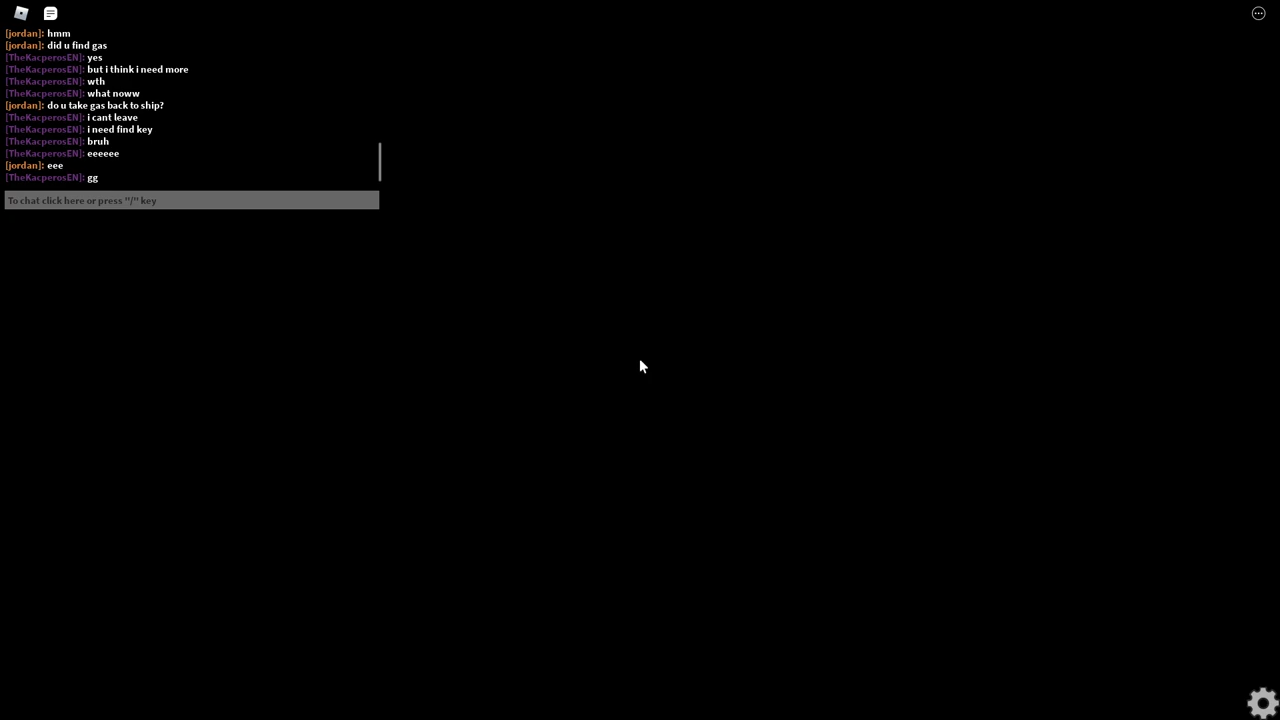 [jordan]: hmm
[jordan]: did u find gas
[TheKacperosEN]: yes
[TheKacperosEN]: but i think i need more
[TheKacperosEN]: wth
[TheKacperosEN]: what noww
[jordan]: do u take gas back to ship?
[TheKacperosEN]: i cant leave
[TheKacperosEN]: i need find key
[TheKacperosEN]: bruh
[TheKacperosEN]: eeeeee
[jordan]: eee
[TheKacperosEN]: gg
To chat click here or press "/" key